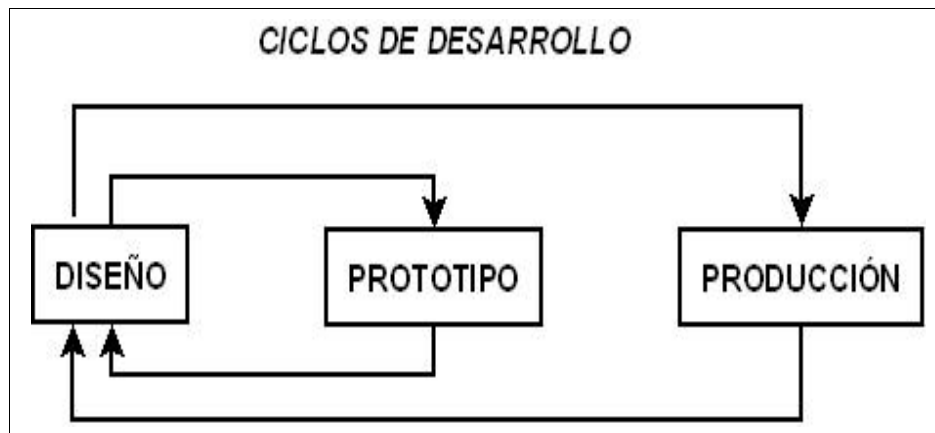 CICLOS DE DESARROLLO
DISEÑO
PROTOTIPO
PRODUCCIÓN